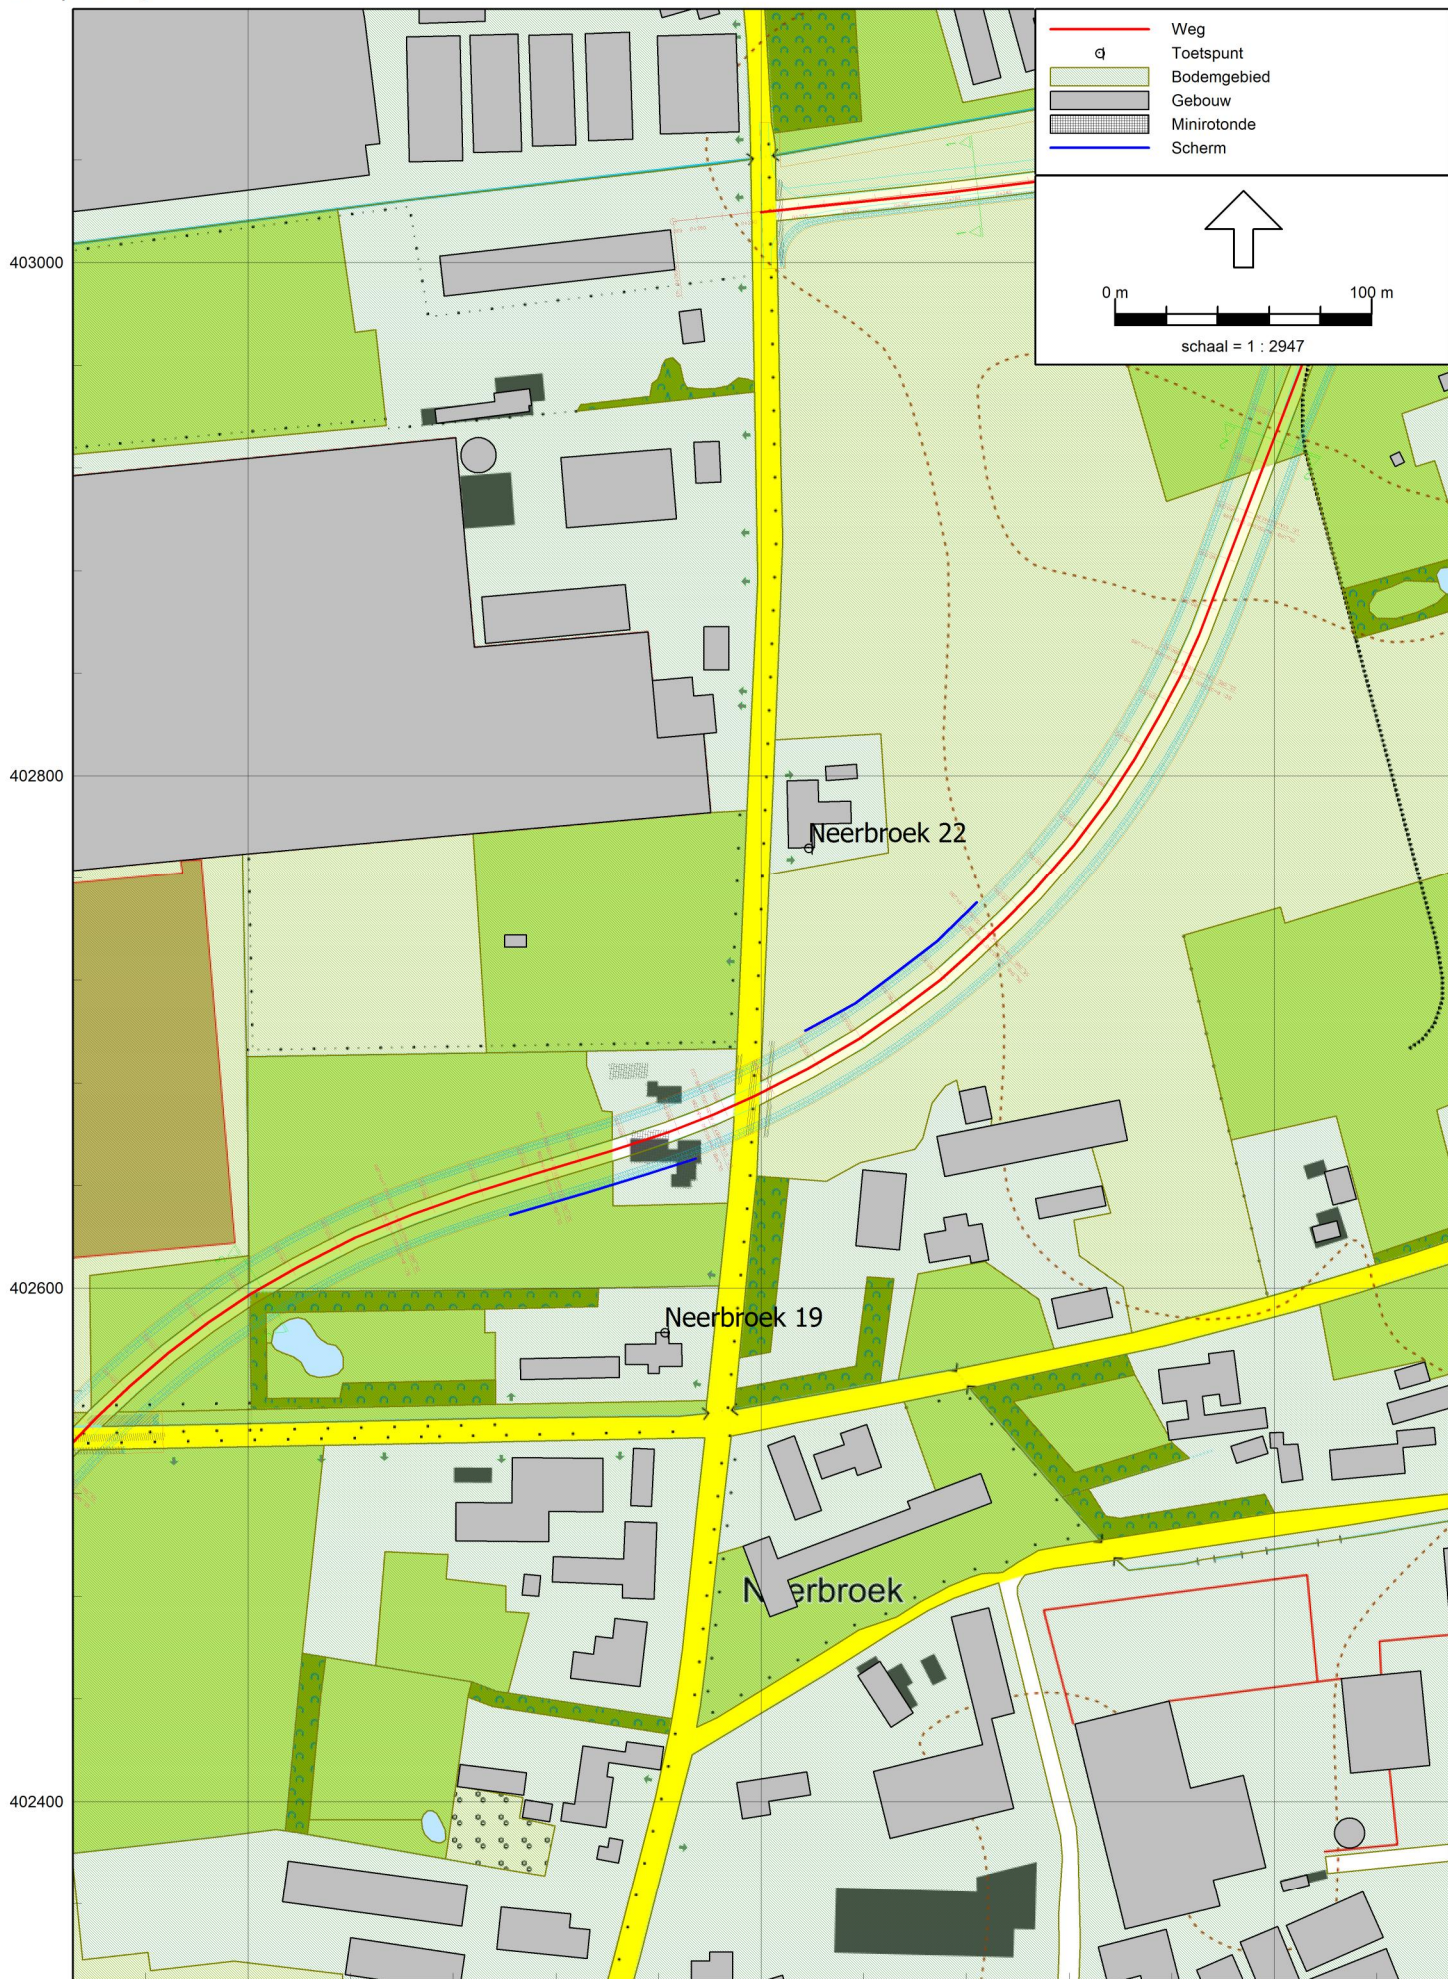 Weg
Toetspunt
Bodemgebied
Gebouw
Minirotonde
Scherm
0 m 100 m
schaal = 1 : 2947
403000
402800
Neerbroek 22
402600
Neerbroek 19
Neerbroek
402400